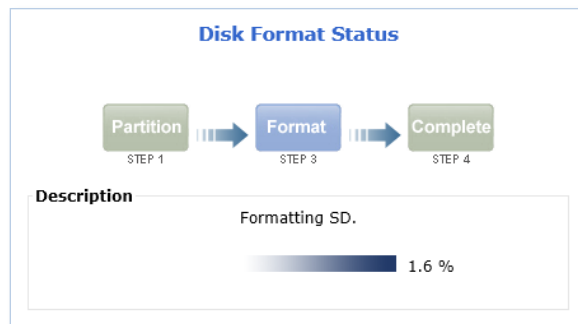 Disk Format Status
Partition
Format
Complete
STEP 1
STEP 3
STEP 4
Description
Formatting SD.
1.6 %